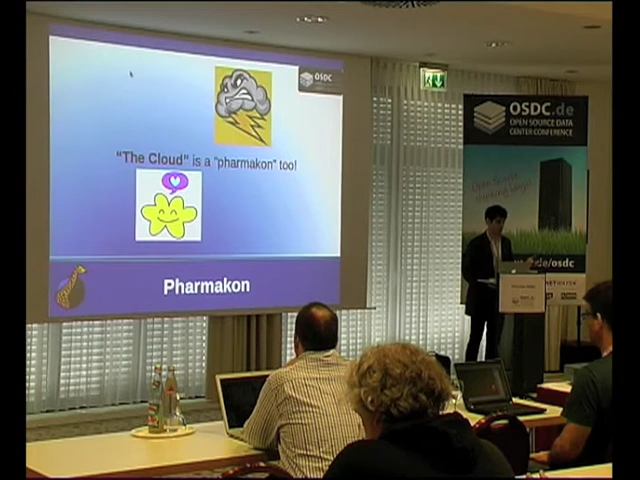 OSDC
"The Cloud" is a "pharmakon" too!
Pharmakon
OSDC.de
OPEN SOURCE DATA
CENTER CONFERENCE
de/osdc